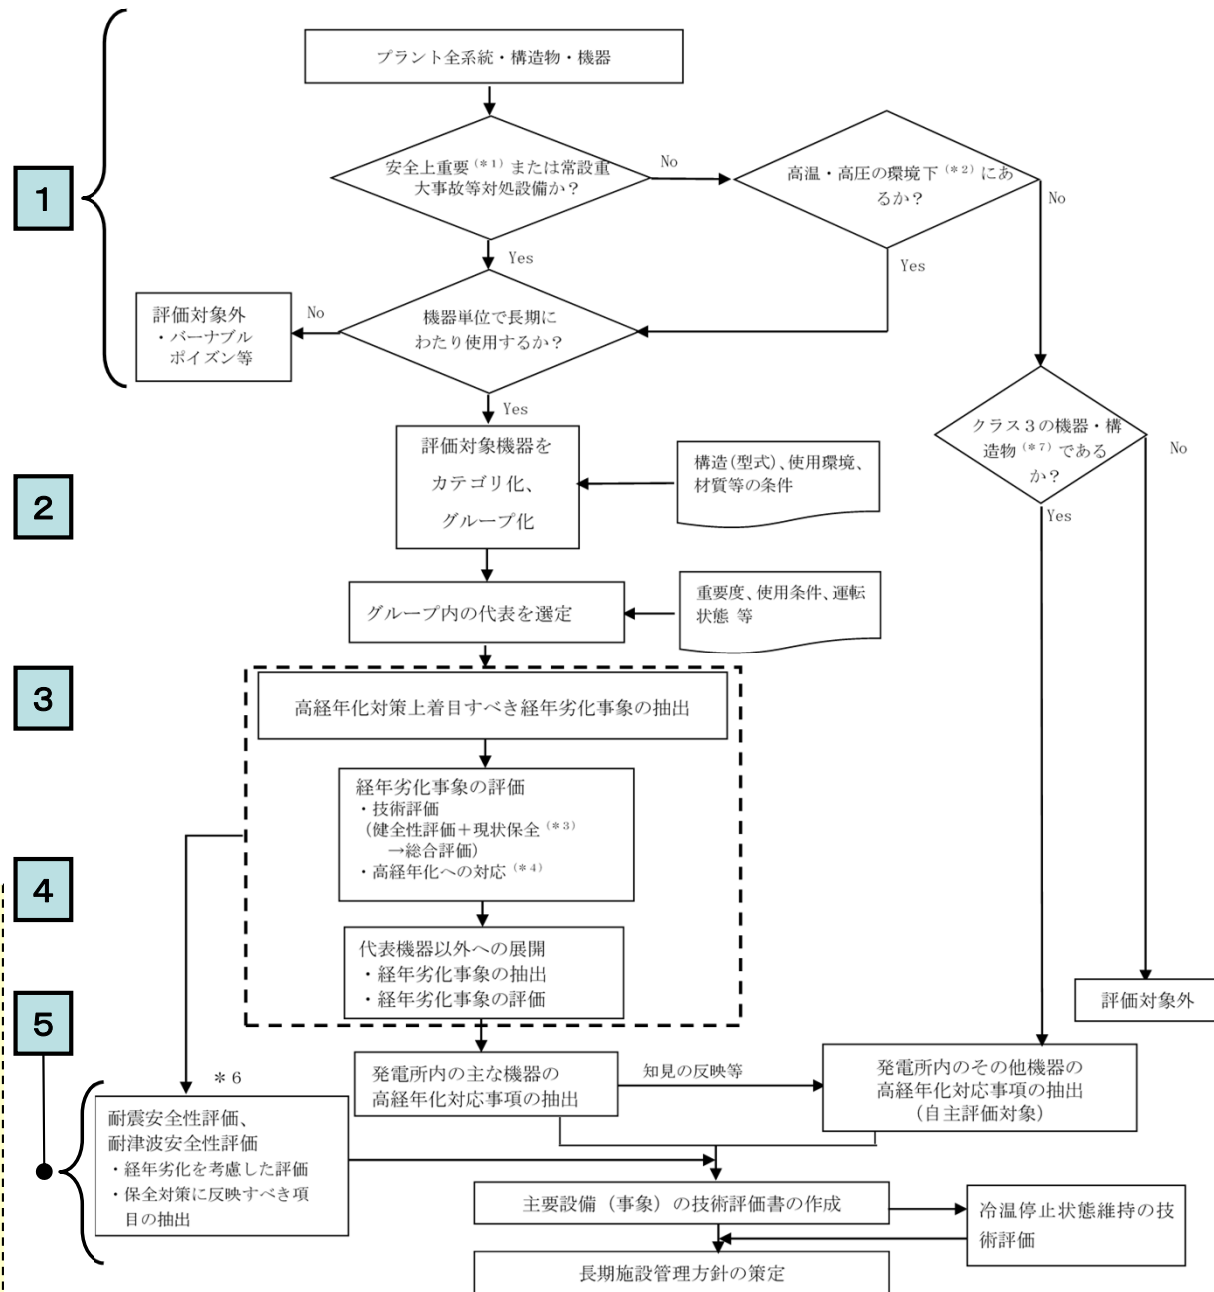 プラント全系統・構造物・機器
1
安全上重要(*1)または常設重
大事故等対処設備か？
No
高温・高圧の環境下(*2)にあ
るか？
No
Yes
Yes
評価対象外
・バーナブル
ポイズン等
No
機器単位で長期に
わたり使用するか？
Yes
クラス３の機器・構
造物(*7)である
か？
No
Yes
2
評価対象機器を
カテゴリ化、
グループ化
構造(型式)、使用環境、
材質等の条件
グループ内の代表を選定
重要度、使用条件、運転
状態 等
3
高経年化対策上着目すべき経年劣化事象の抽出
経年劣化事象の評価
・技術評価
（健全性評価＋現状保全(*3)
→総合評価）
・高経年化への対応(*4)
4
代表機器以外への展開
・経年劣化事象の抽出
・経年劣化事象の評価
評価対象外
5
発電所内の主な機器の
高経年化対応事項の抽出
知見の反映等
発電所内のその他機器の
高経年化対応事項の抽出
（自主評価対象）
＊6
耐震安全性評価、
耐津波安全性評価
・経年劣化を考慮した評価
・保全対策に反映すべき項
目の抽出
主要設備（事象）の技術評価書の作成
冷温停止状態維持の技
術評価
長期施設管理方針の策定